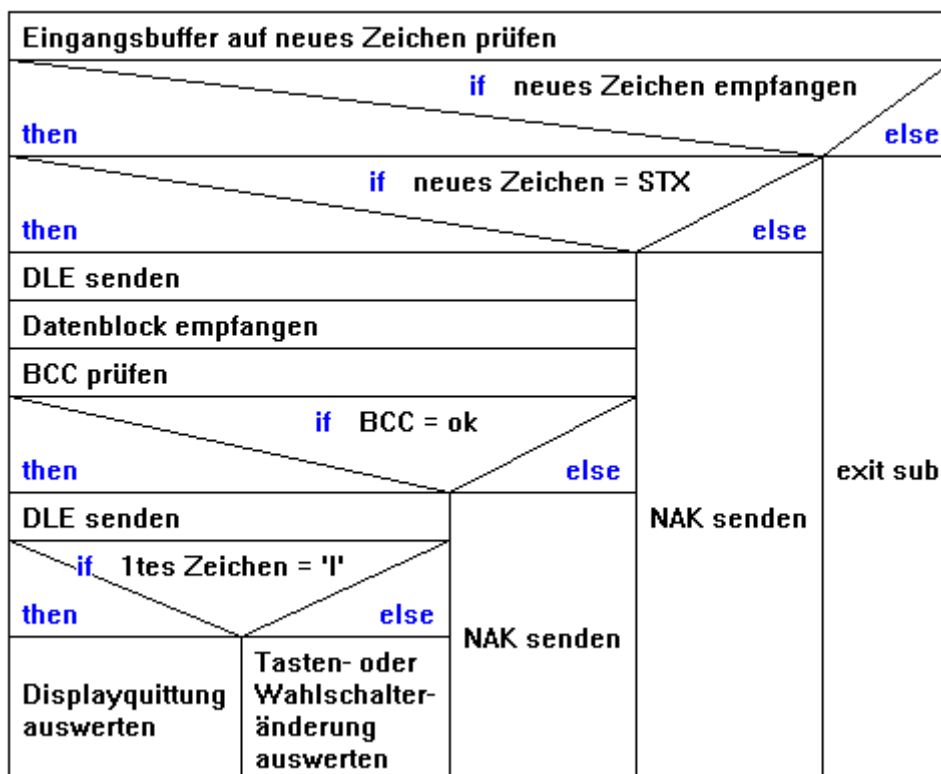 Eingangsbuffer auf neues Zeichen prüfen
if neues Zeichen empfangen
then else
if neues Zeichen = STX
then else
DLE senden
Datenblock empfangen
BCC prüfen
if BCC = ok
then else
exit sub
DLE senden
NAK senden
if 1tes Zeichen = 'I'
then else
NAK senden
Displayquittung
auswerten
Tasten- oder
Wahlschalter-
änderung
auswerten